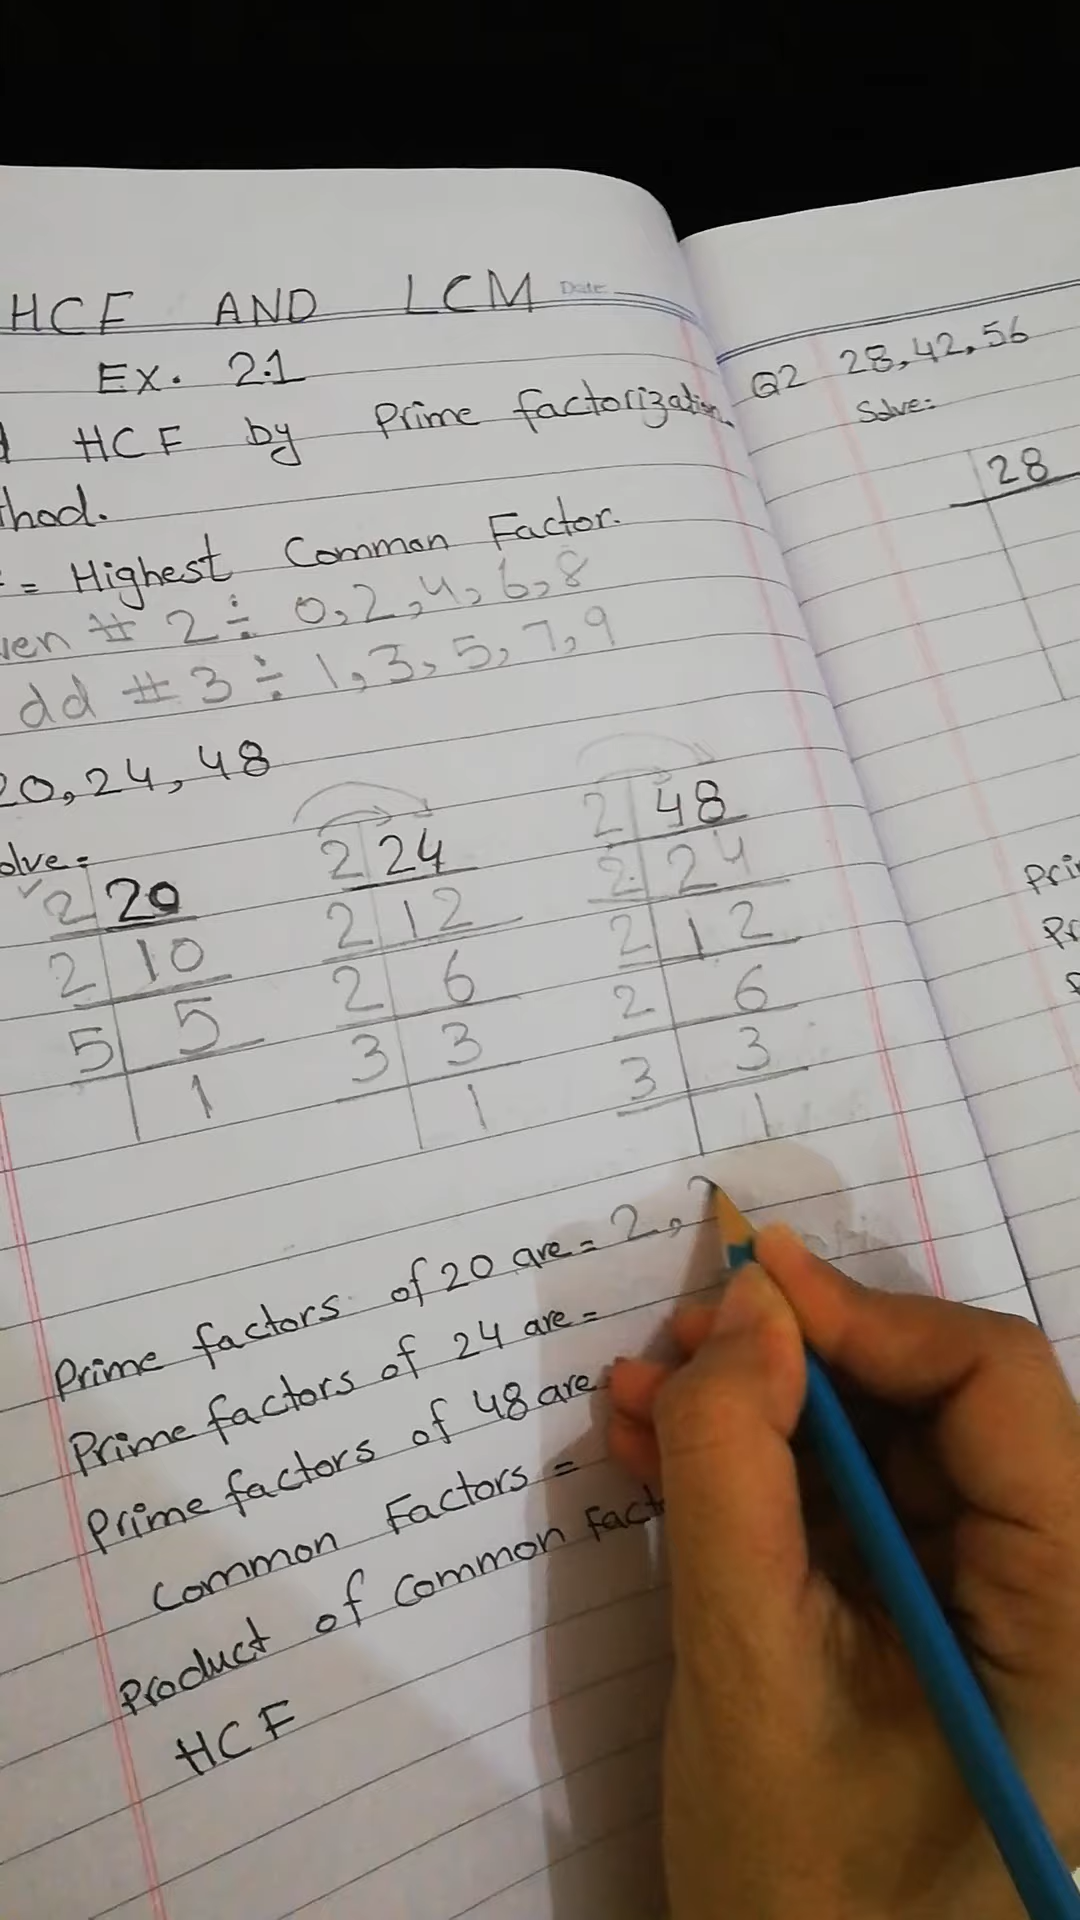 HCF AND LCM
Date
Ex. 2.1
HCF by Prime factorization
thod.
= Highest Common Factor.
ven # 2 ÷ 0, 2, 4, 6, 8
dd # 3 ÷ 1, 3, 5, 7, 9
20, 24, 48
olve =
2 20
2 10
5 5
1
2 24
2 12
2 6
3 3
1
2 48
2 24
2 12
2 6
3 3
1
Prime factors of 20 are = 2,
Prime factors of 24 are =
Prime factors of 48 are
Common Factors =
Product of Common Fact
HCF
Q2 28, 42, 56
Solve:
28
Pri
Pr